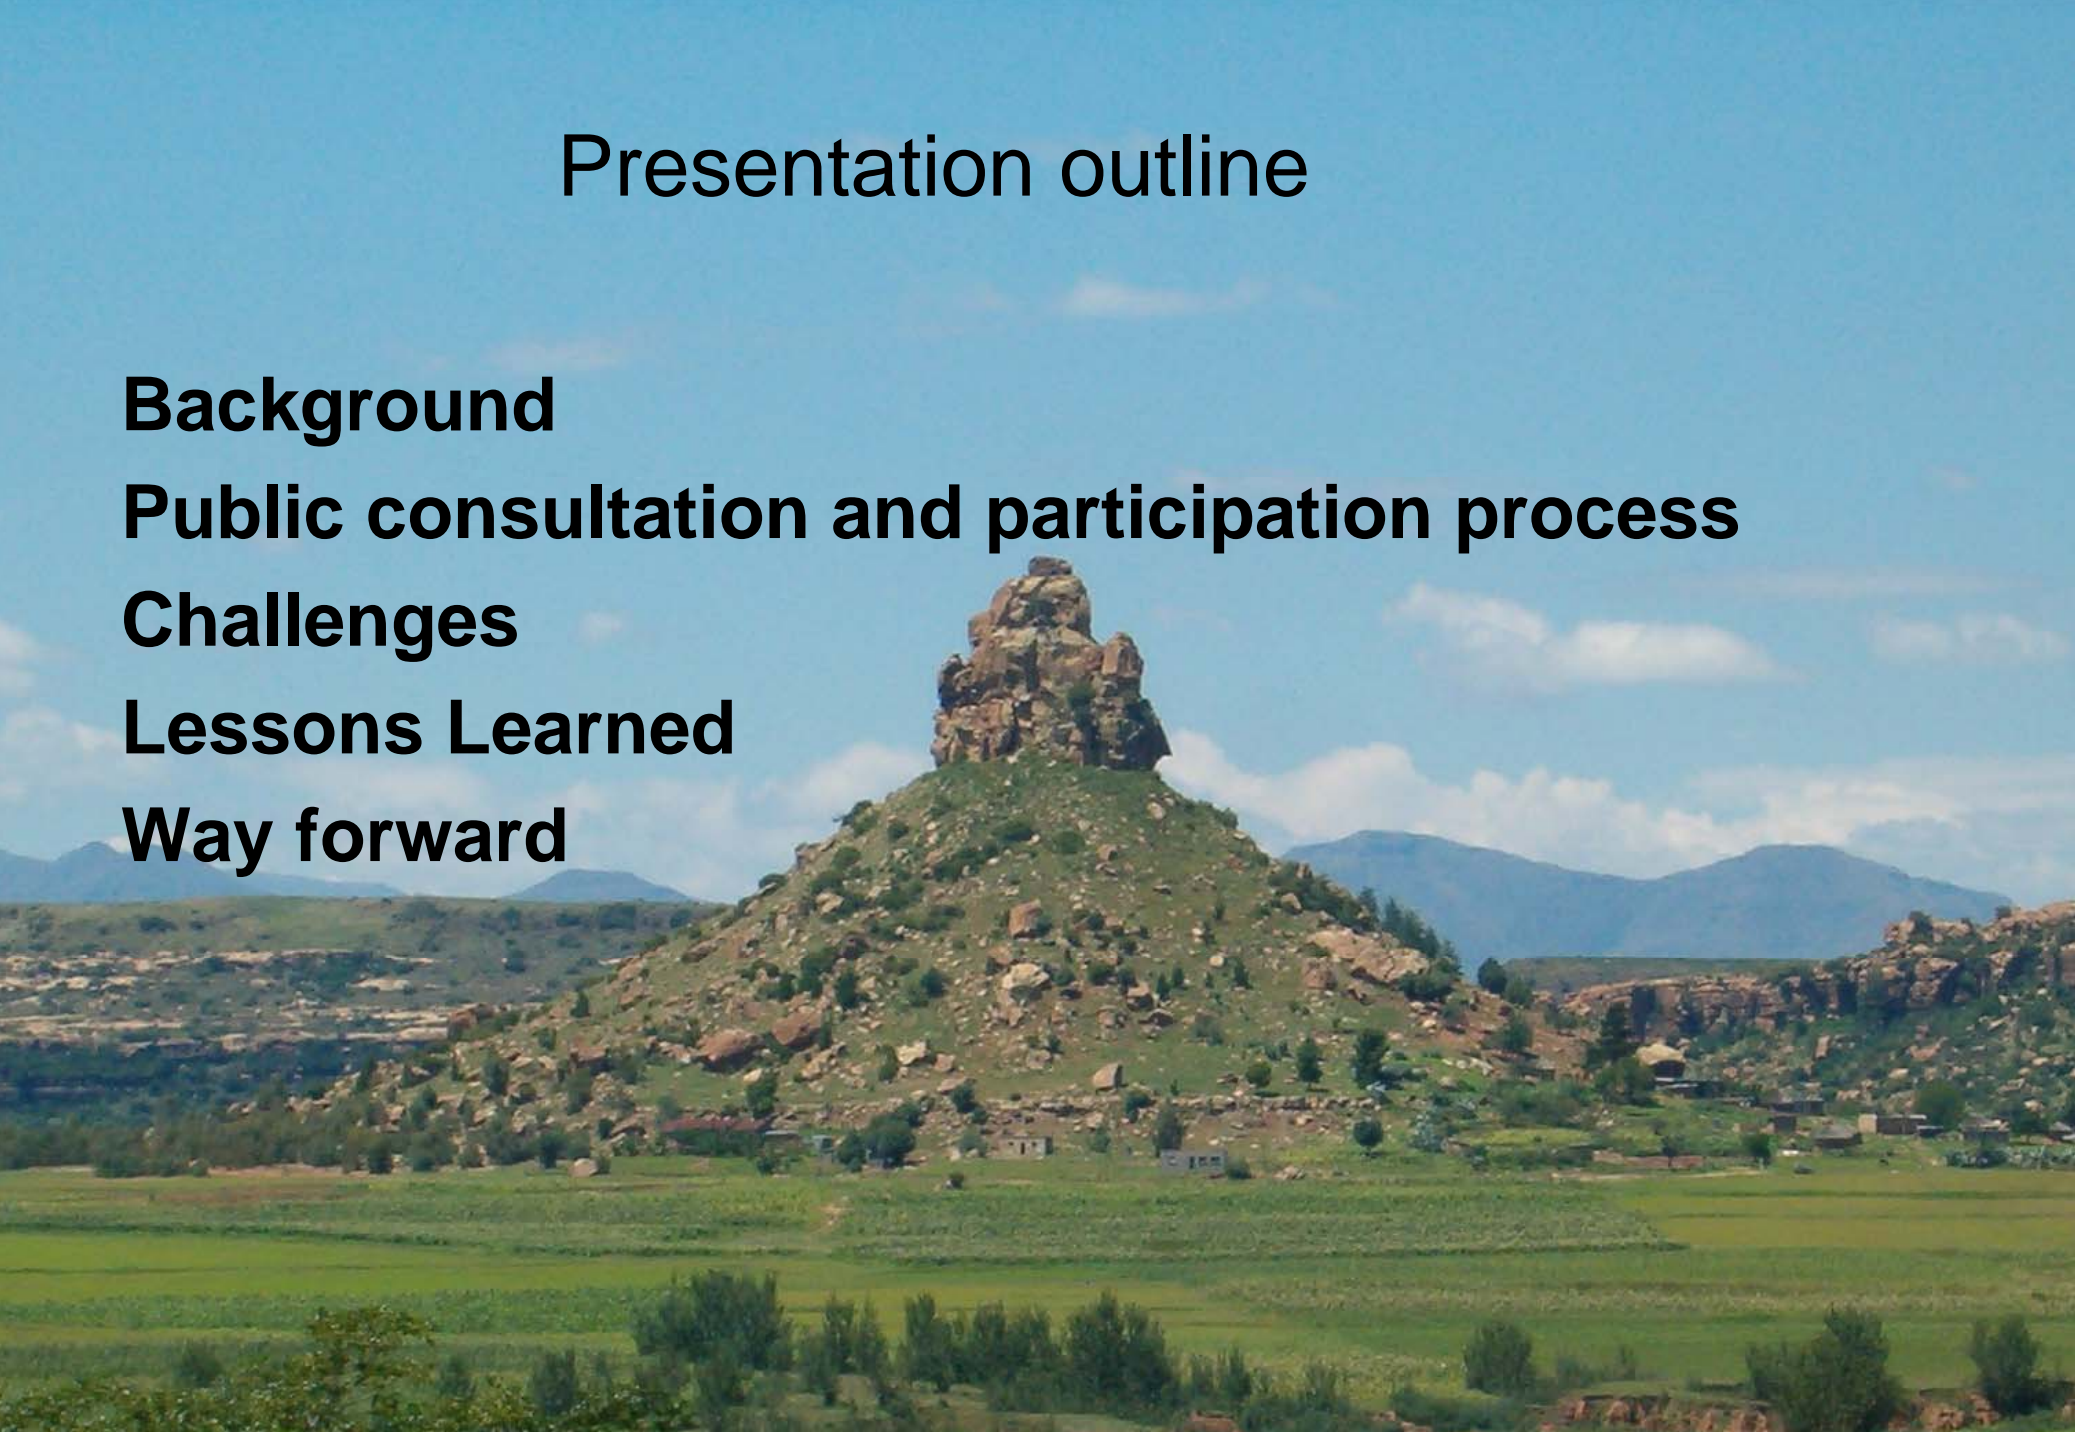 Presentation outline
Background
Public consultation and participation process
Challenges
Lessons Learned
Way forward